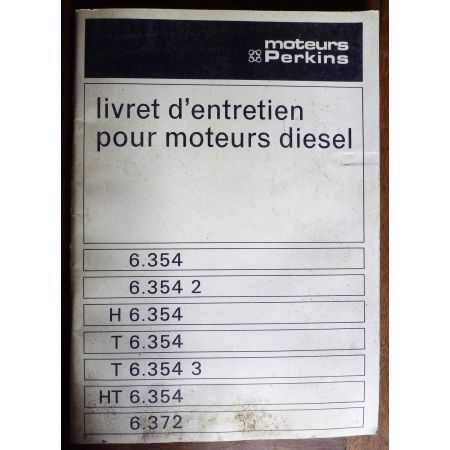 moteurs
Perkins
livret d'entretien
pour moteurs diesel
6.354
6.354 2
H 6.354
T 6.354
T 6.354 3
HT 6.354
6.372